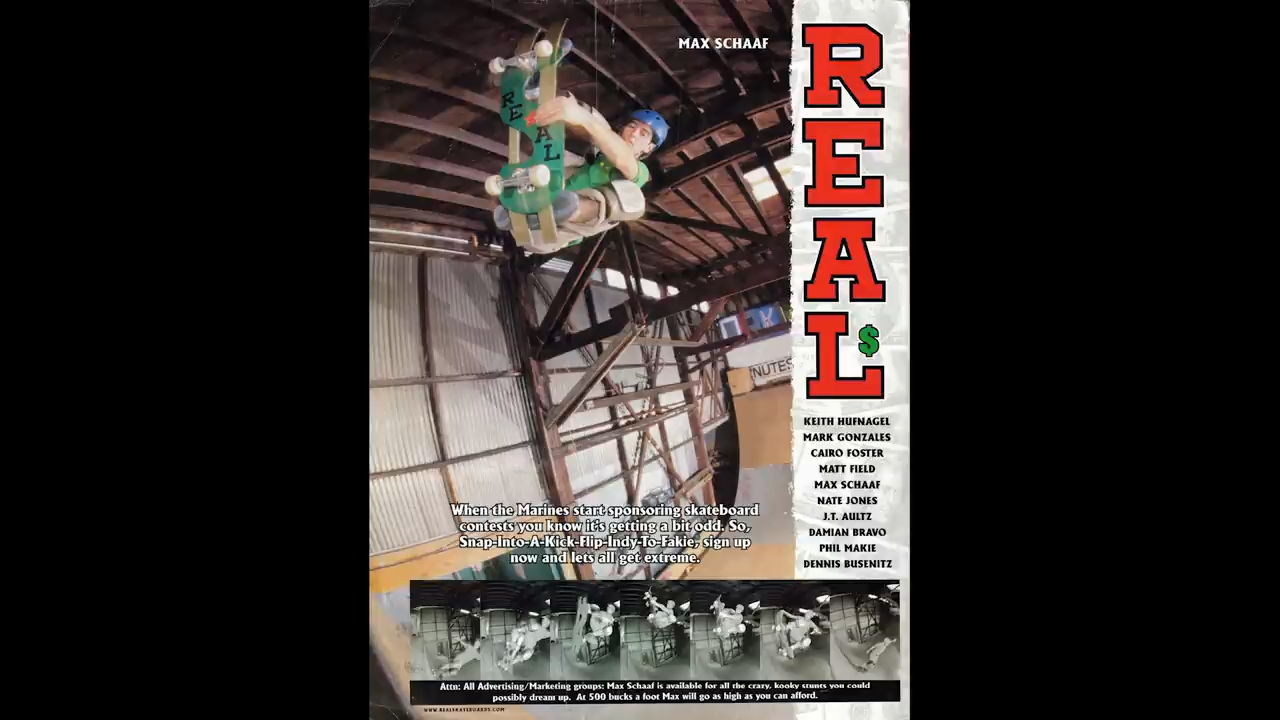 MAX SCHAAF
REAL
REAL
$
NUTES
KEITH HUFNAGEL
MARK GONZALES
CAIRO FOSTER
MATT FIELD
MAX SCHAAF
NATE JONES
J.T. AULTZ
DAMIAN BRAVO
PHIL MAKIE
DENNIS BUSENITZ
When the Marines start sponsoring skateboard
contests you know it's getting a bit odd. So,
Snap-Into-A-Kick-Flip-Indy-To-Fakie, sign up
now and lets all get extreme.
Attn: All Advertising/Marketing groups: Max Schaaf is available for all the crazy, kooky stunts you could
possibly dream up. At 500 bucks a foot Max will go as high as you can afford.
WWW.REALSKATEBOARDS.COM